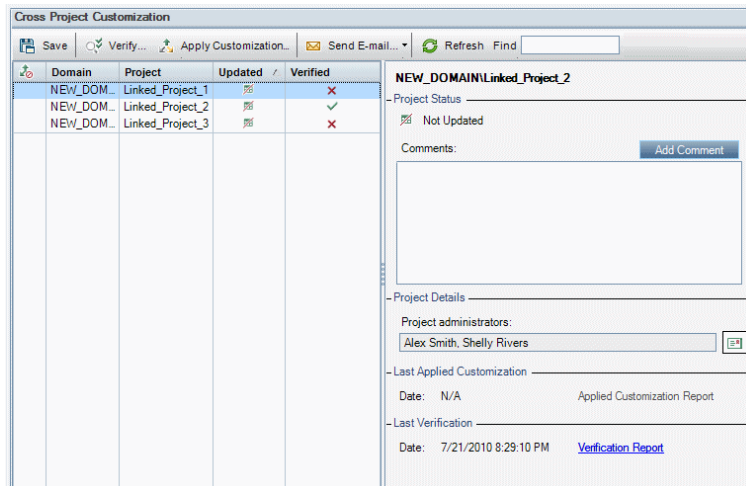 Cross Project Customization
Save Verify... Apply Customization... Send E-mail... Refresh Find
Domain Project Updated / Verified
NEW_DOM... Linked_Project_1
NEW_DOM... Linked_Project_2
NEW_DOM... Linked_Project_3
NEW_DOMAIN\Linked_Project_2
Project Status
Not Updated
Comments:
Add Comment
Project Details
Project administrators:
Alex Smith, Shelly Rivers
Last Applied Customization
Date: N/A Applied Customization Report
Last Verification
Date: 7/21/2010 8:29:10 PM Verification Report